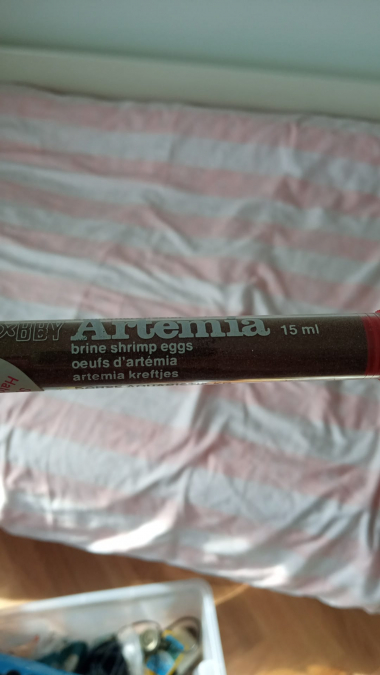 Artemia 15 ml
brine shrimp eggs
oeufs d'artémia
artemia kreftjes